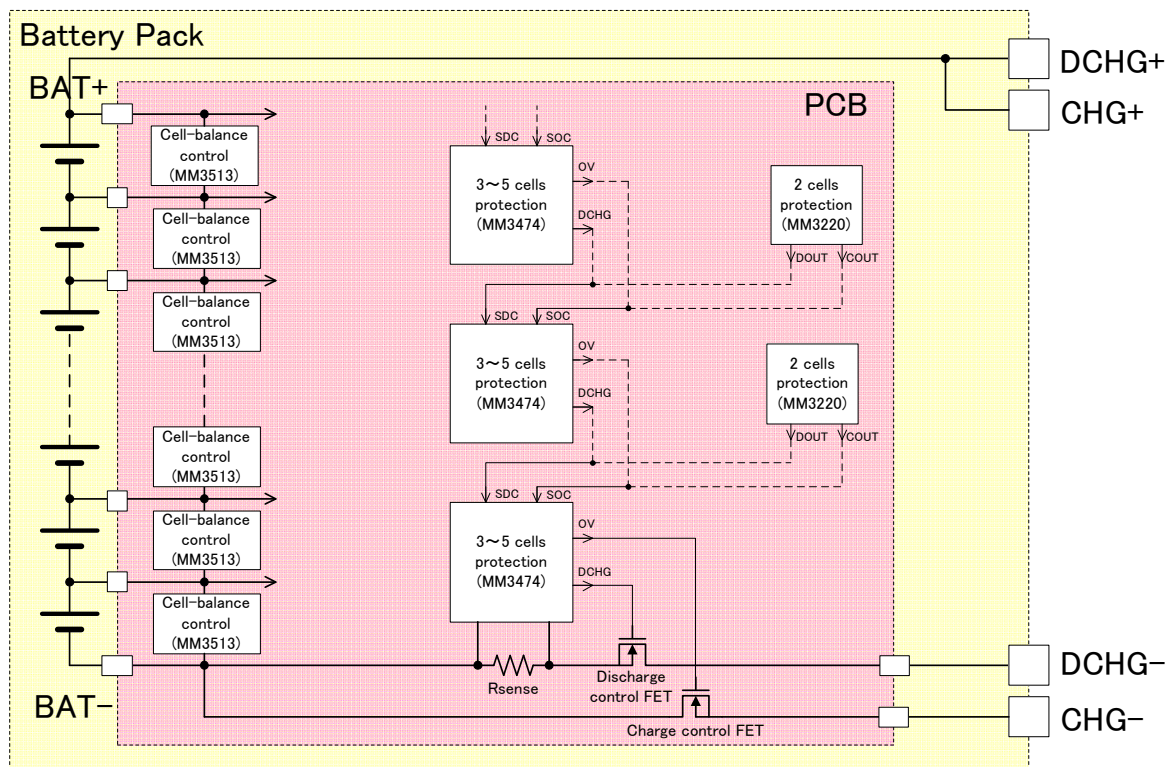 Battery Pack
DCHG+
BAT+
PCB
CHG+
Cell-balance
control
(MM3513)
SDC
SOC
3～5 cells
protection
(MM3474)
OV
DCHG
2 cells
protection
(MM3220)
DOUT
COUT
Cell-balance
control
(MM3513)
Cell-balance
control
(MM3513)
SDC
SOC
3～5 cells
protection
(MM3474)
OV
DCHG
2 cells
protection
(MM3220)
DOUT
COUT
Cell-balance
control
(MM3513)
SDC
SOC
3～5 cells
protection
(MM3474)
OV
DCHG
Cell-balance
control
(MM3513)
Cell-balance
control
(MM3513)
Rsense
Discharge
control FET
DCHG-
BAT-
Charge control FET
CHG-